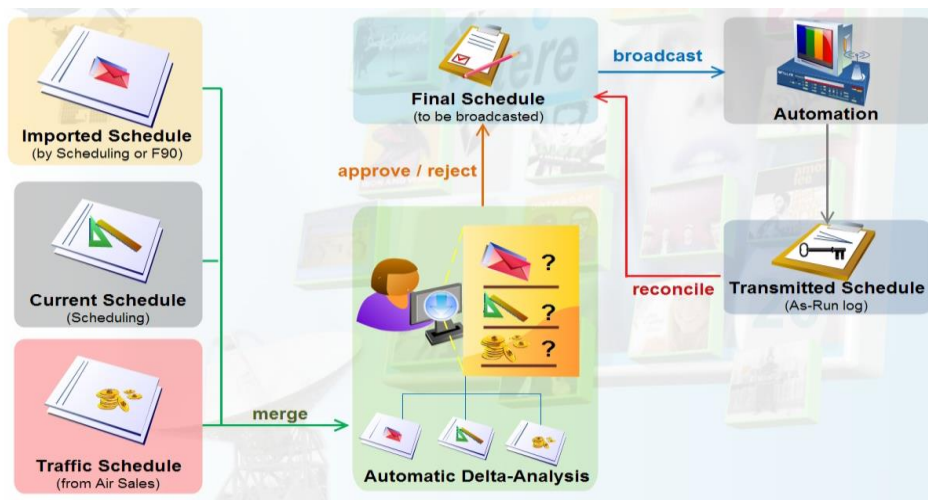 Imported Schedule
(by Scheduling or F90)
Current Schedule
(Scheduling)
Traffic Schedule
(from Air Sales)
merge
Final Schedule
(to be broadcasted)
approve / reject
?
?
?
Automatic Delta-Analysis
broadcast
Automation
reconcile
Transmitted Schedule
(As-Run log)